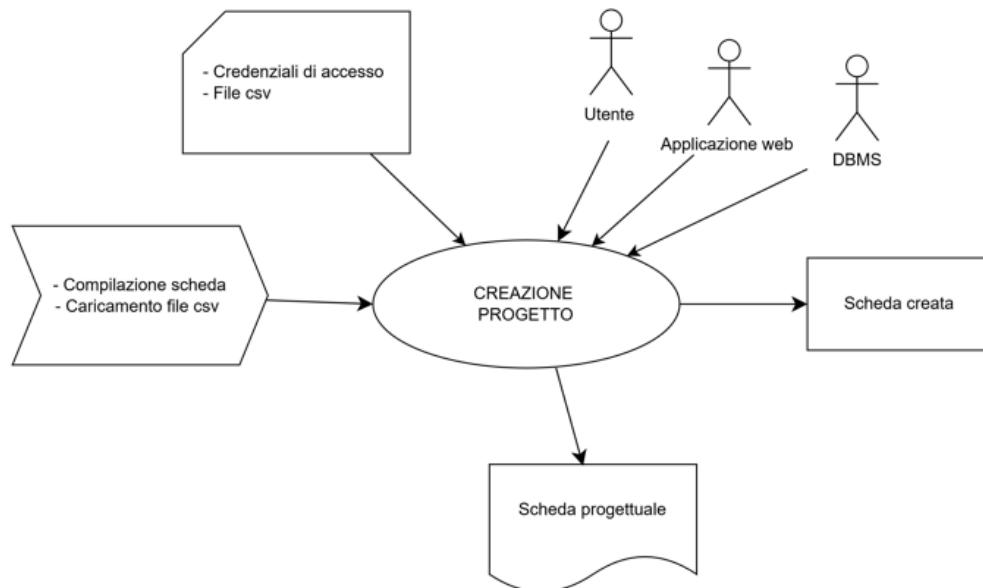 - Credenziali di accesso
- File csv
Utente
Applicazione web
DBMS
- Compilazione scheda
- Caricamento file csv
CREAZIONE
PROGETTO
Scheda creata
Scheda progettuale